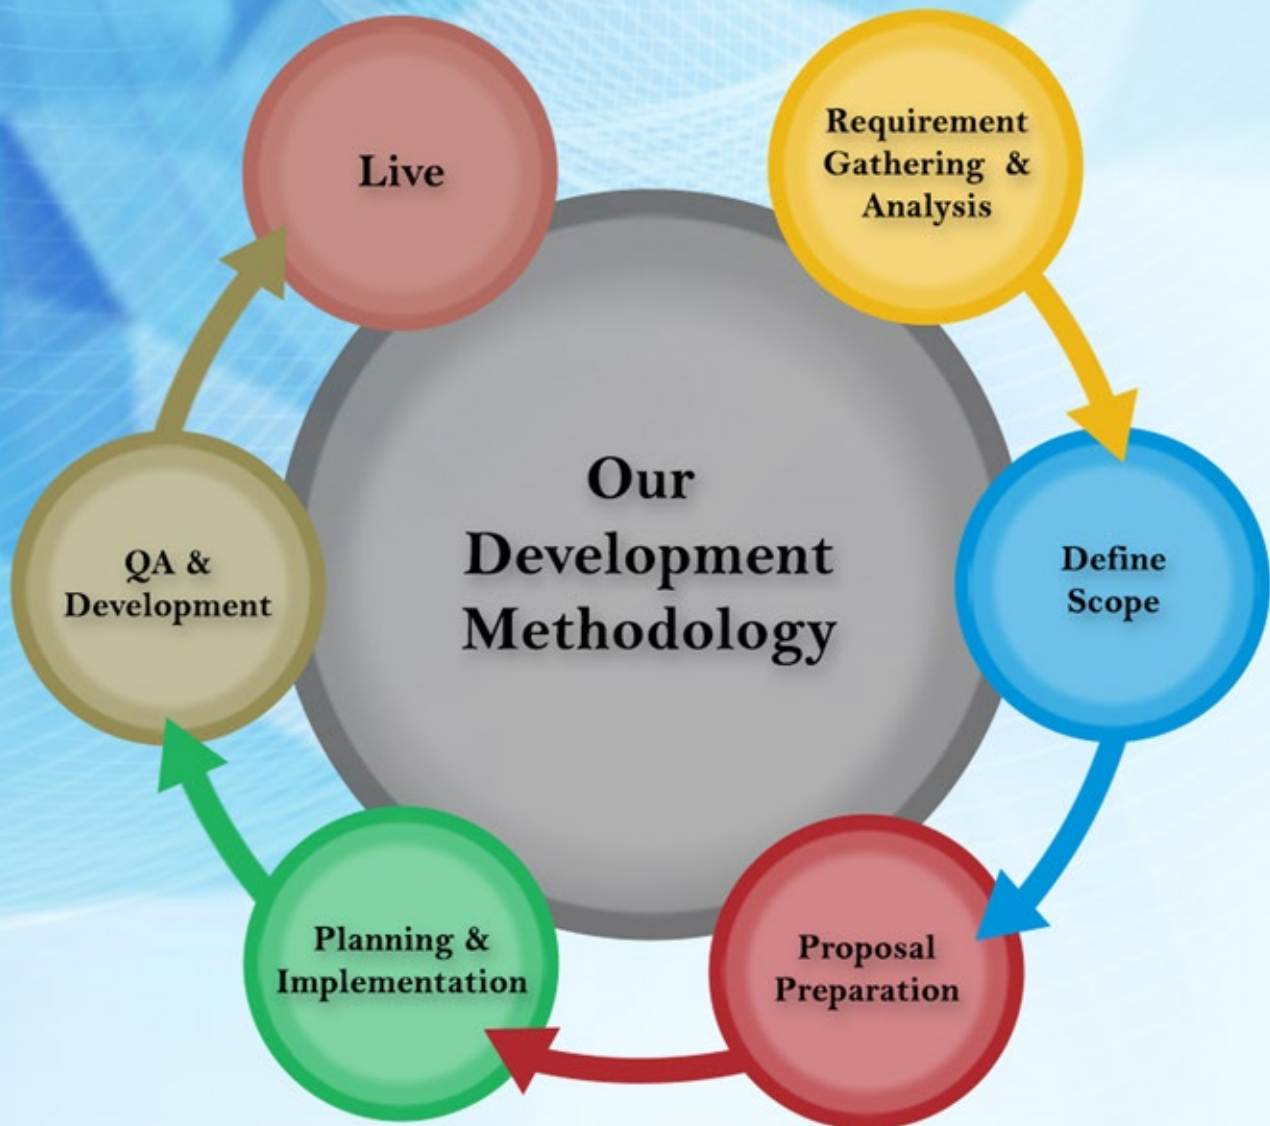 Live
Requirement
Gathering &
Analysis
Our
Development
Methodology
QA &
Development
Define
Scope
Planning &
Implementation
Proposal
Preparation